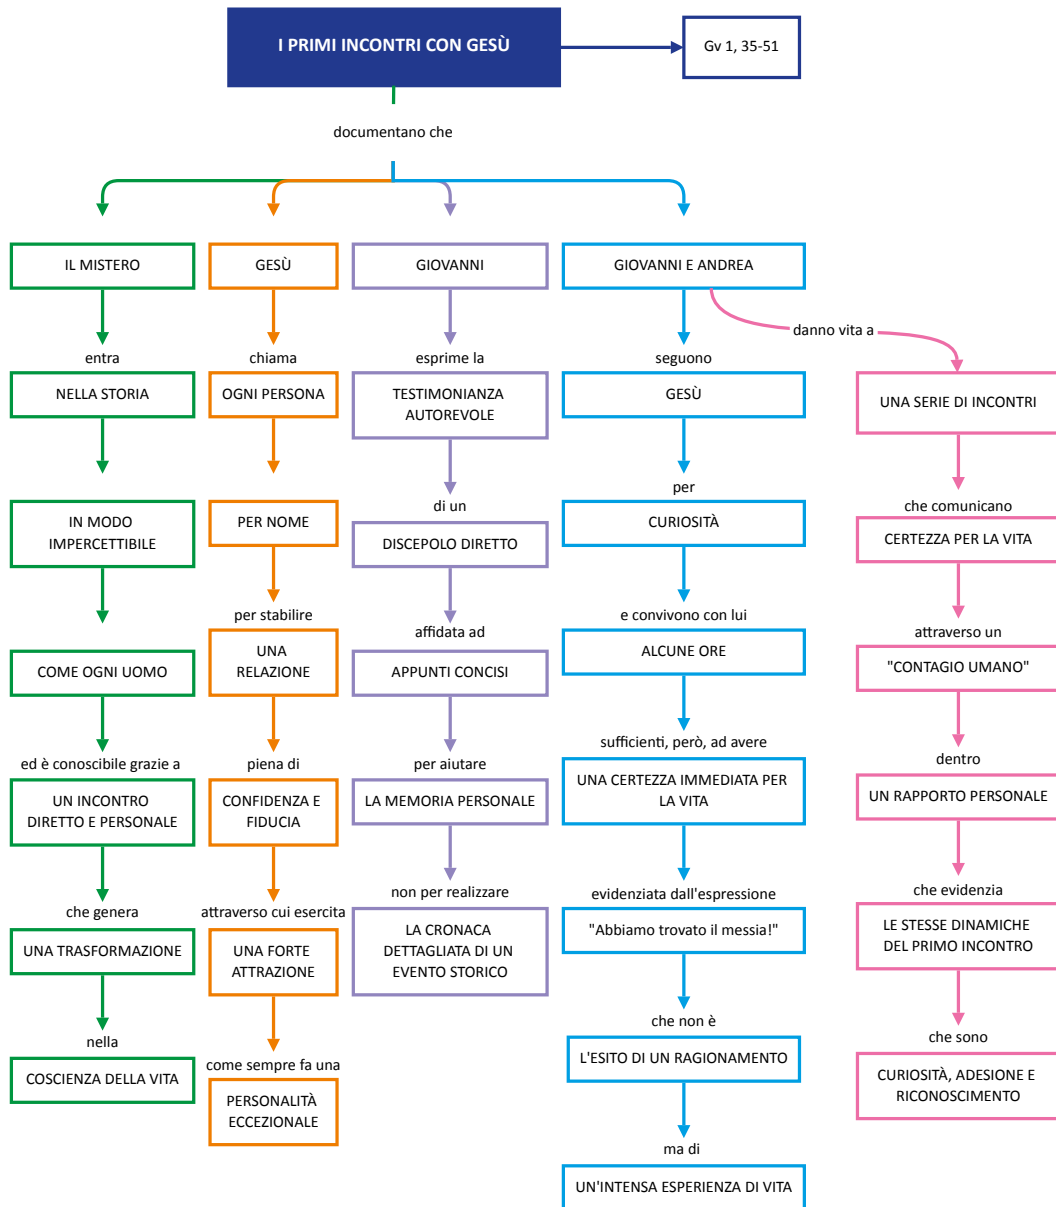 I PRIMI INCONTRI CON GESÙ
Gv 1, 35-51
documentano che
IL MISTERO
entra
NELLA STORIA
IN MODO
IMPERCETTIBILE
COME OGNI UOMO
ed è conoscibile grazie a
UN INCONTRO
DIRETTO E PERSONALE
che genera
UNA TRASFORMAZIONE
nella
COSCIENZA DELLA VITA
GESÙ
chiama
OGNI PERSONA
PER NOME
per stabilire
UNA
RELAZIONE
piena di
CONFIDENZA E
FIDUCIA
attraverso cui esercita
UNA FORTE
ATTRAZIONE
come sempre fa una
PERSONALITÀ
ECCEZIONALE
GIOVANNI
esprime la
TESTIMONIANZA
AUTOREVOLE
di un
DISCEPOLO DIRETTO
affidata ad
APPUNTI CONCISI
per aiutare
LA MEMORIA PERSONALE
non per realizzare
LA CRONACA
DETTAGLIATA DI UN
EVENTO STORICO
GIOVANNI E ANDREA
seguono
GESÙ
per
CURIOSITÀ
e convivono con lui
ALCUNE ORE
sufficienti, però, ad avere
UNA CERTEZZA IMMEDIATA PER
LA VITA
evidenziata dall'espressione
"Abbiamo trovato il messia!"
che non è
L'ESITO DI UN RAGIONAMENTO
ma di
UN'INTENSA ESPERIENZA DI VITA
danno vita a
UNA SERIE DI INCONTRI
che comunicano
CERTEZZA PER LA VITA
attraverso un
"CONTAGIO UMANO"
dentro
UN RAPPORTO PERSONALE
che evidenzia
LE STESSE DINAMICHE
DEL PRIMO INCONTRO
che sono
CURIOSITÀ, ADESIONE E
RICONOSCIMENTO